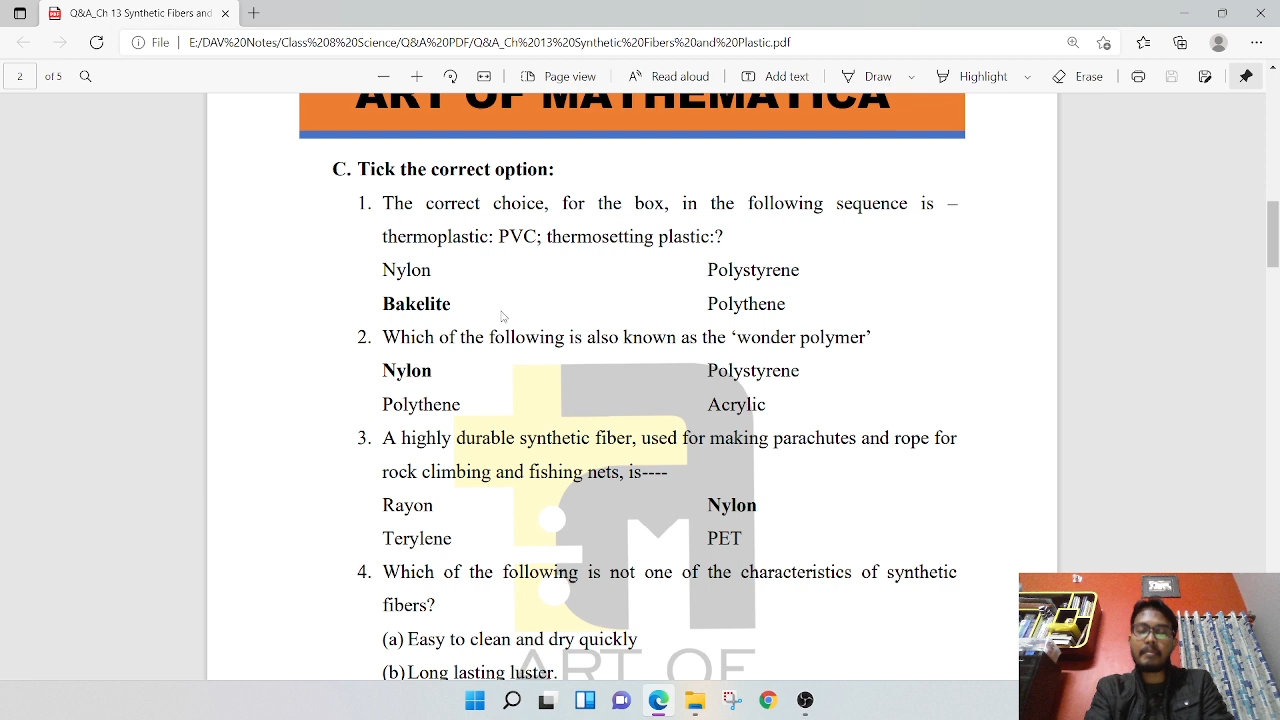 Q&A_Ch 13 Synthetic Fibers and
File | E:/DAV%20Notes/Class%208%20Science/Q&A%20PDF/Q&A_Ch%2013%20Synthetic%20Fibers%20and%20Plastic.pdf
2 of 5 Page view Read aloud Add text Draw Highlight Erase
ART OF MATHEMATICA
C. Tick the correct option:
1. The correct choice, for the box, in the following sequence is –
thermoplastic: PVC; thermosetting plastic:?
Nylon Polystyrene
Bakelite Polythene
2. Which of the following is also known as the ‘wonder polymer’
Nylon Polystyrene
Polythene Acrylic
3. A highly durable synthetic fiber, used for making parachutes and rope for
rock climbing and fishing nets, is----
Rayon Nylon
Terylene PET
4. Which of the following is not one of the characteristics of synthetic
fibers?
(a) Easy to clean and dry quickly
(b) Long lasting luster.
ART OF